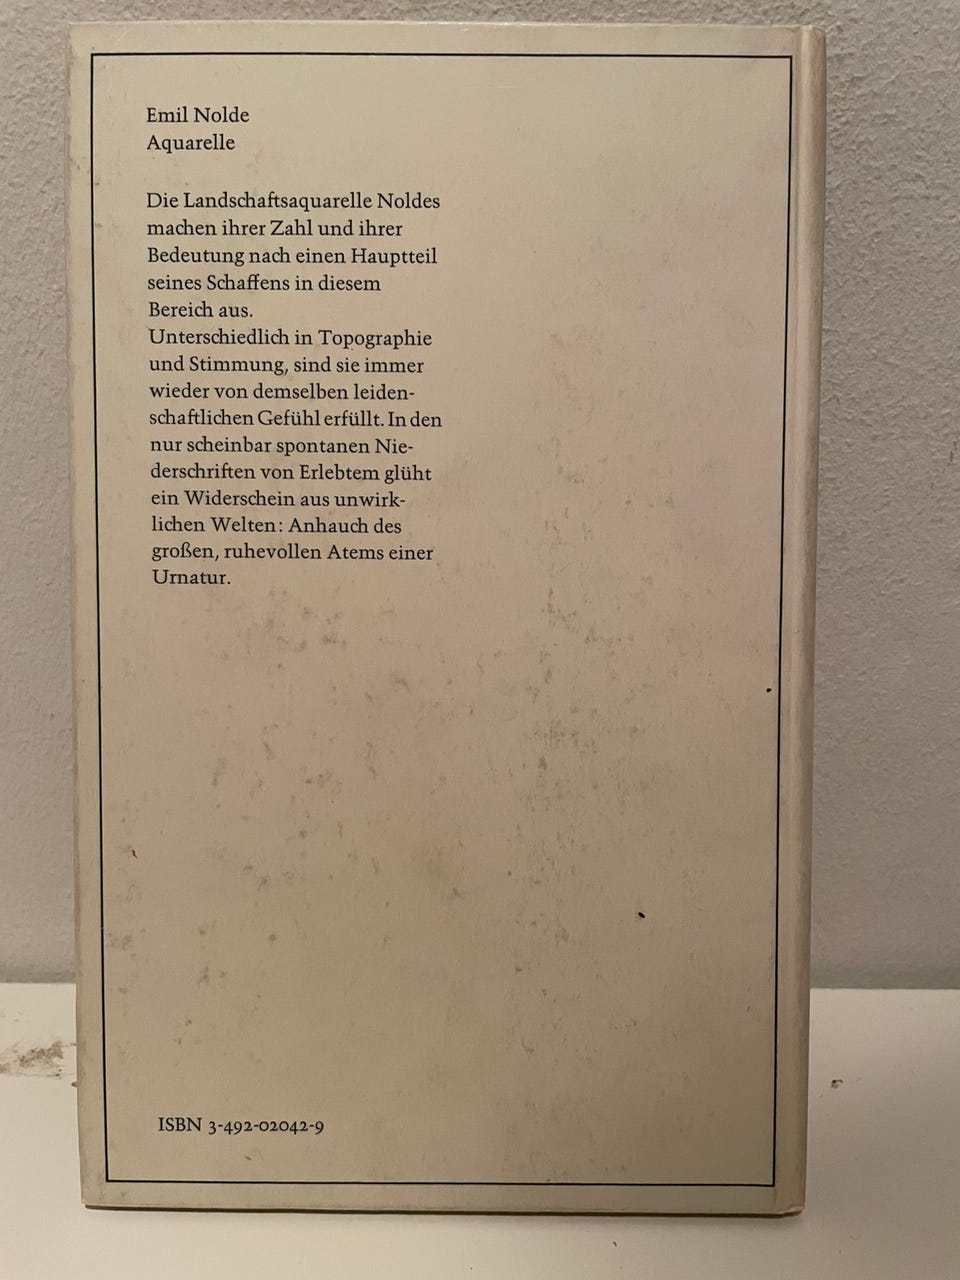 Emil Nolde
Aquarelle
Die Landschaftsaquarelle Noldes
machen ihrer Zahl und ihrer
Bedeutung nach einen Hauptteil
seines Schaffens in diesem
Bereich aus.
Unterschiedlich in Topographie
und Stimmung, sind sie immer
wieder von demselben leiden-
schaftlichen Gefühl erfüllt. In den
nur scheinbar spontanen Nie-
derschriften von Erlebtem glüht
ein Widerschein aus unwirk-
lichen Welten: Anhauch des
großen, ruhevollen Atems einer
Urnatur.
ISBN 3-492-02042-9